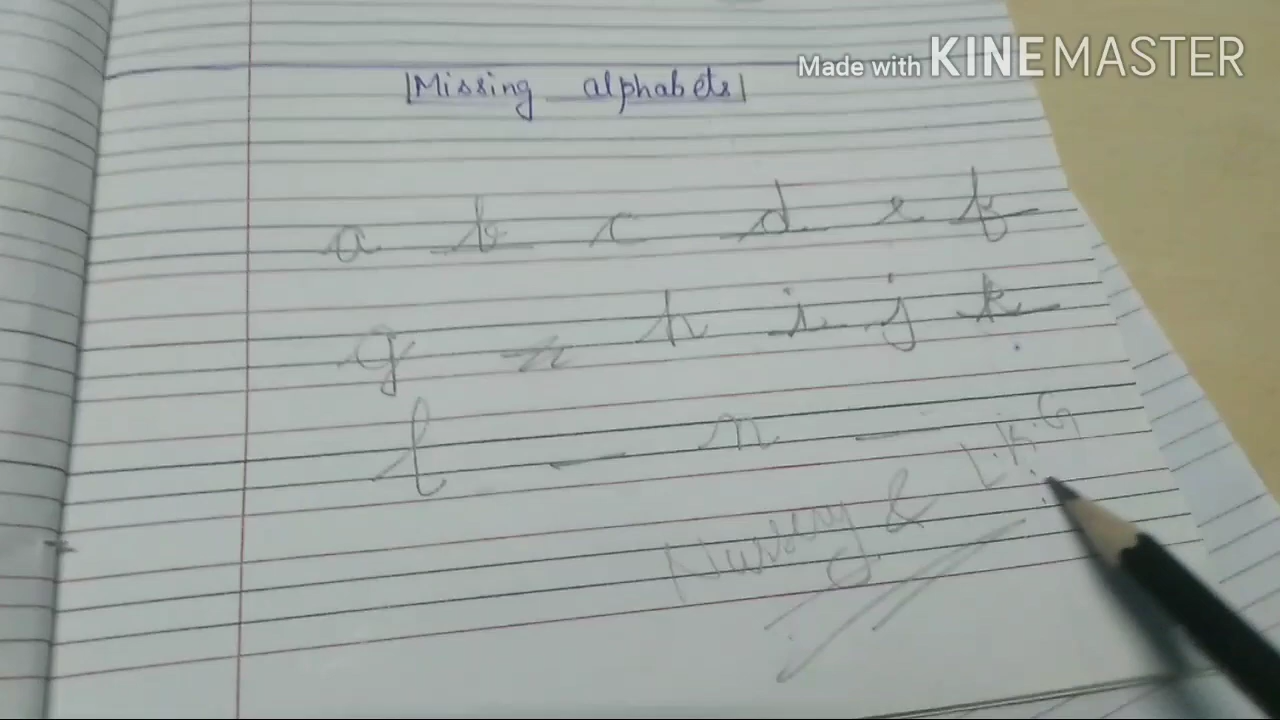 Made with KINEMASTER
|Missing alphabets|
a b c d e f
g h i j k
l — n —
Nursery & L.K.G